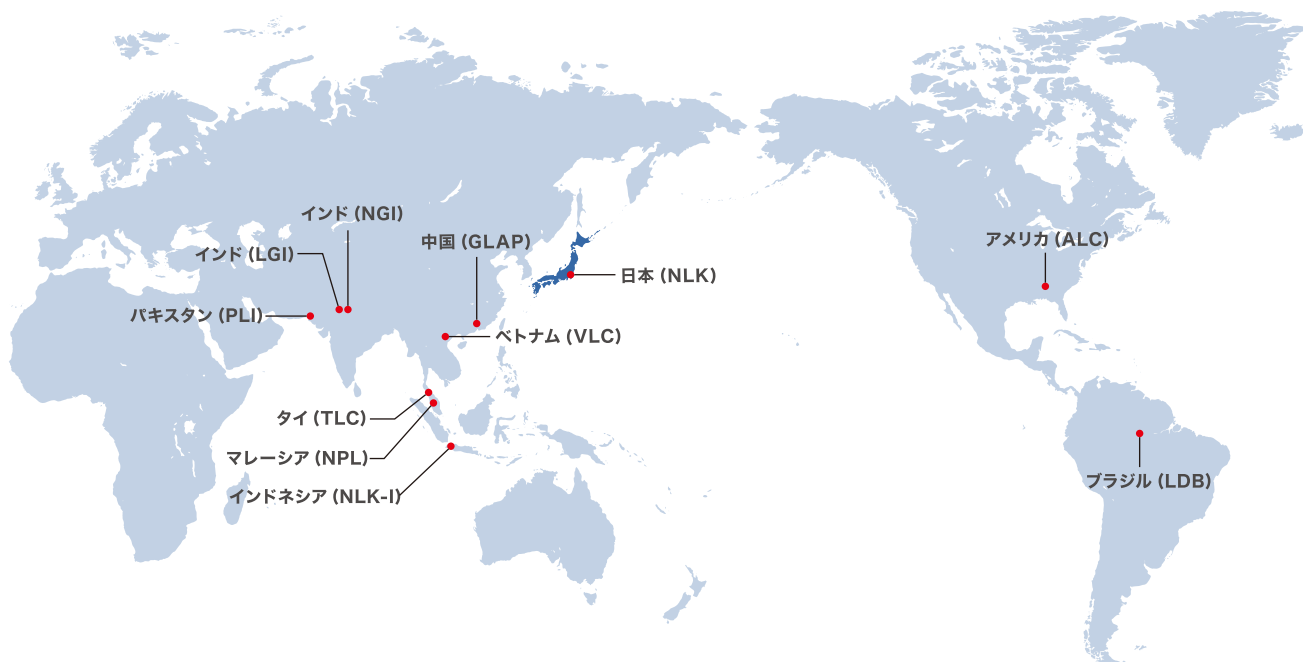 インド（NGI）
中国（GLAP）
アメリカ（ALC）
インド（LGI）
日本（NLK）
パキスタン（PLI）
ベトナム（VLC）
タイ（TLC）
マレーシア（NPL）
ブラジル（LDB）
インドネシア（NLK-I）